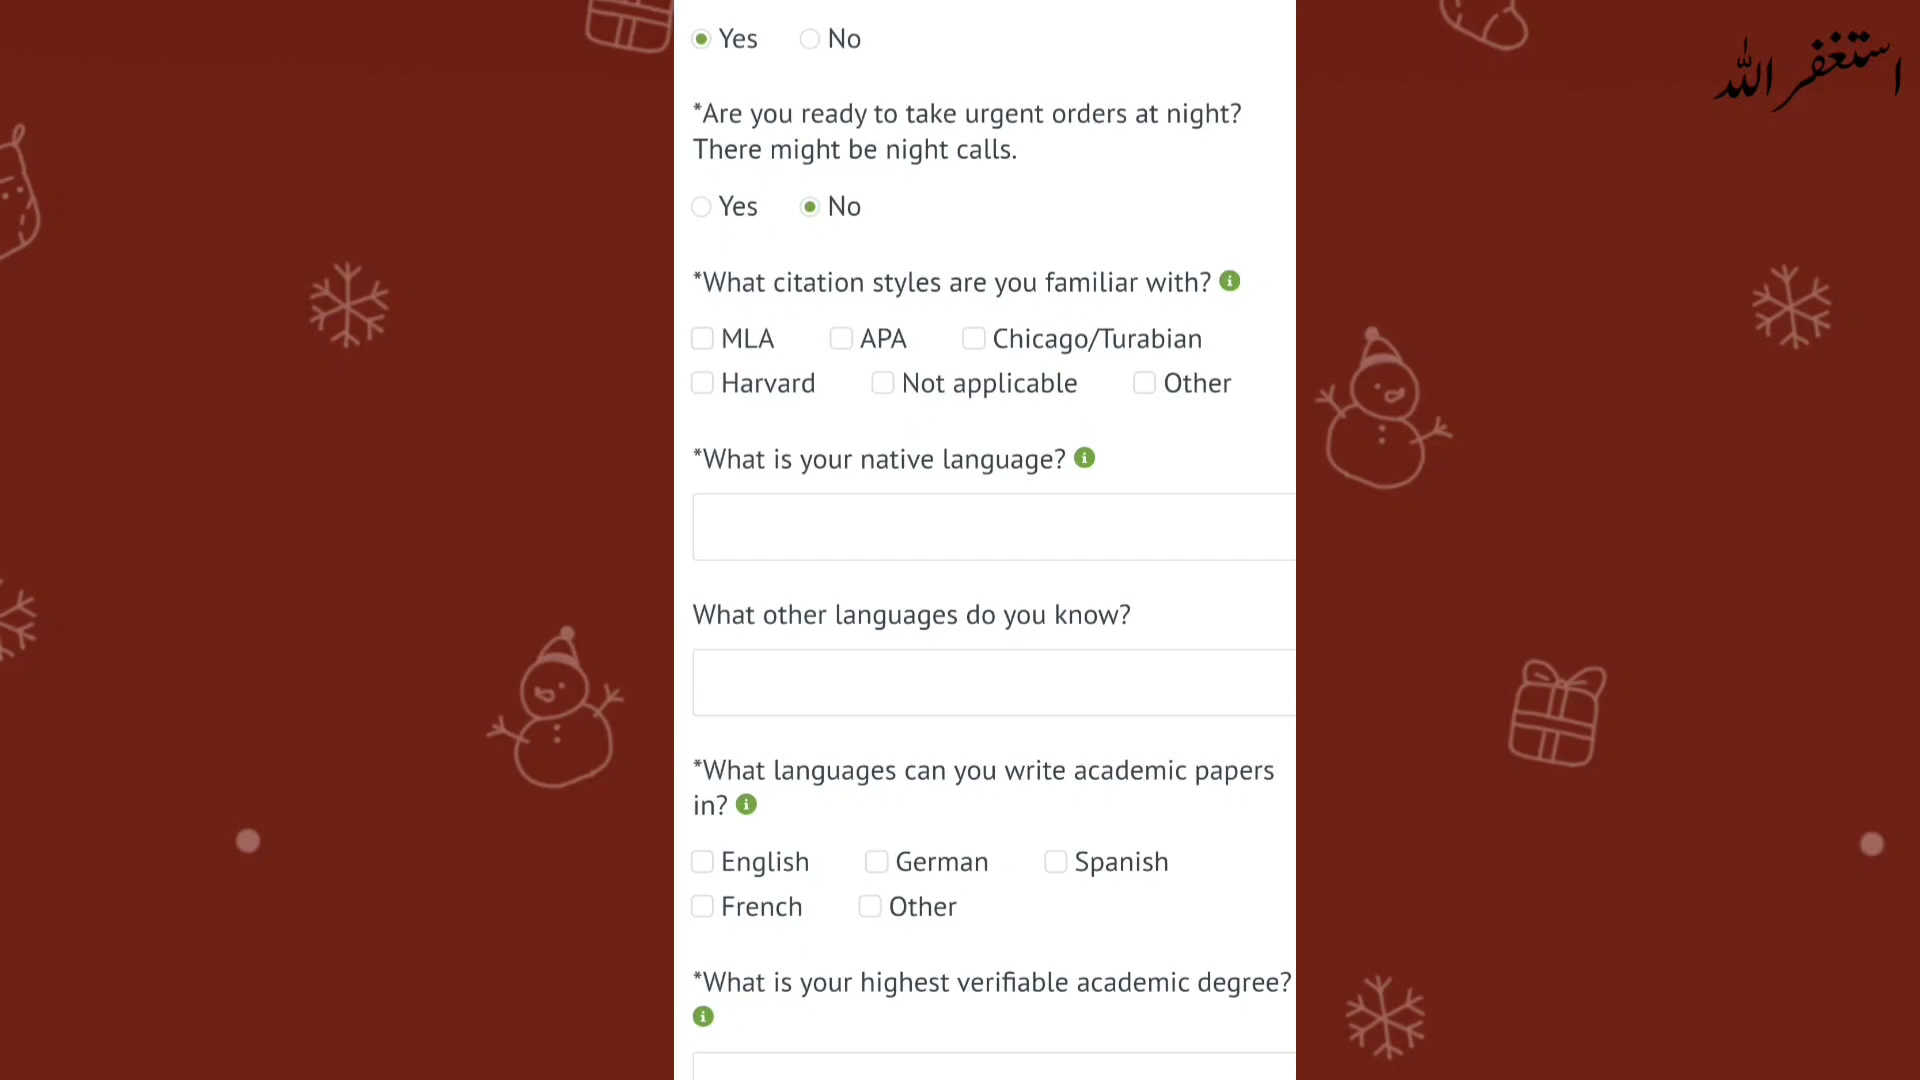 Yes No
استغفر الله
*Are you ready to take urgent orders at night?
There might be night calls.
Yes No
*What citation styles are you familiar with?
MLA APA Chicago/Turabian
Harvard Not applicable Other
*What is your native language?
What other languages do you know?
*What languages can you write academic papers
in?
English German Spanish
French Other
*What is your highest verifiable academic degree?